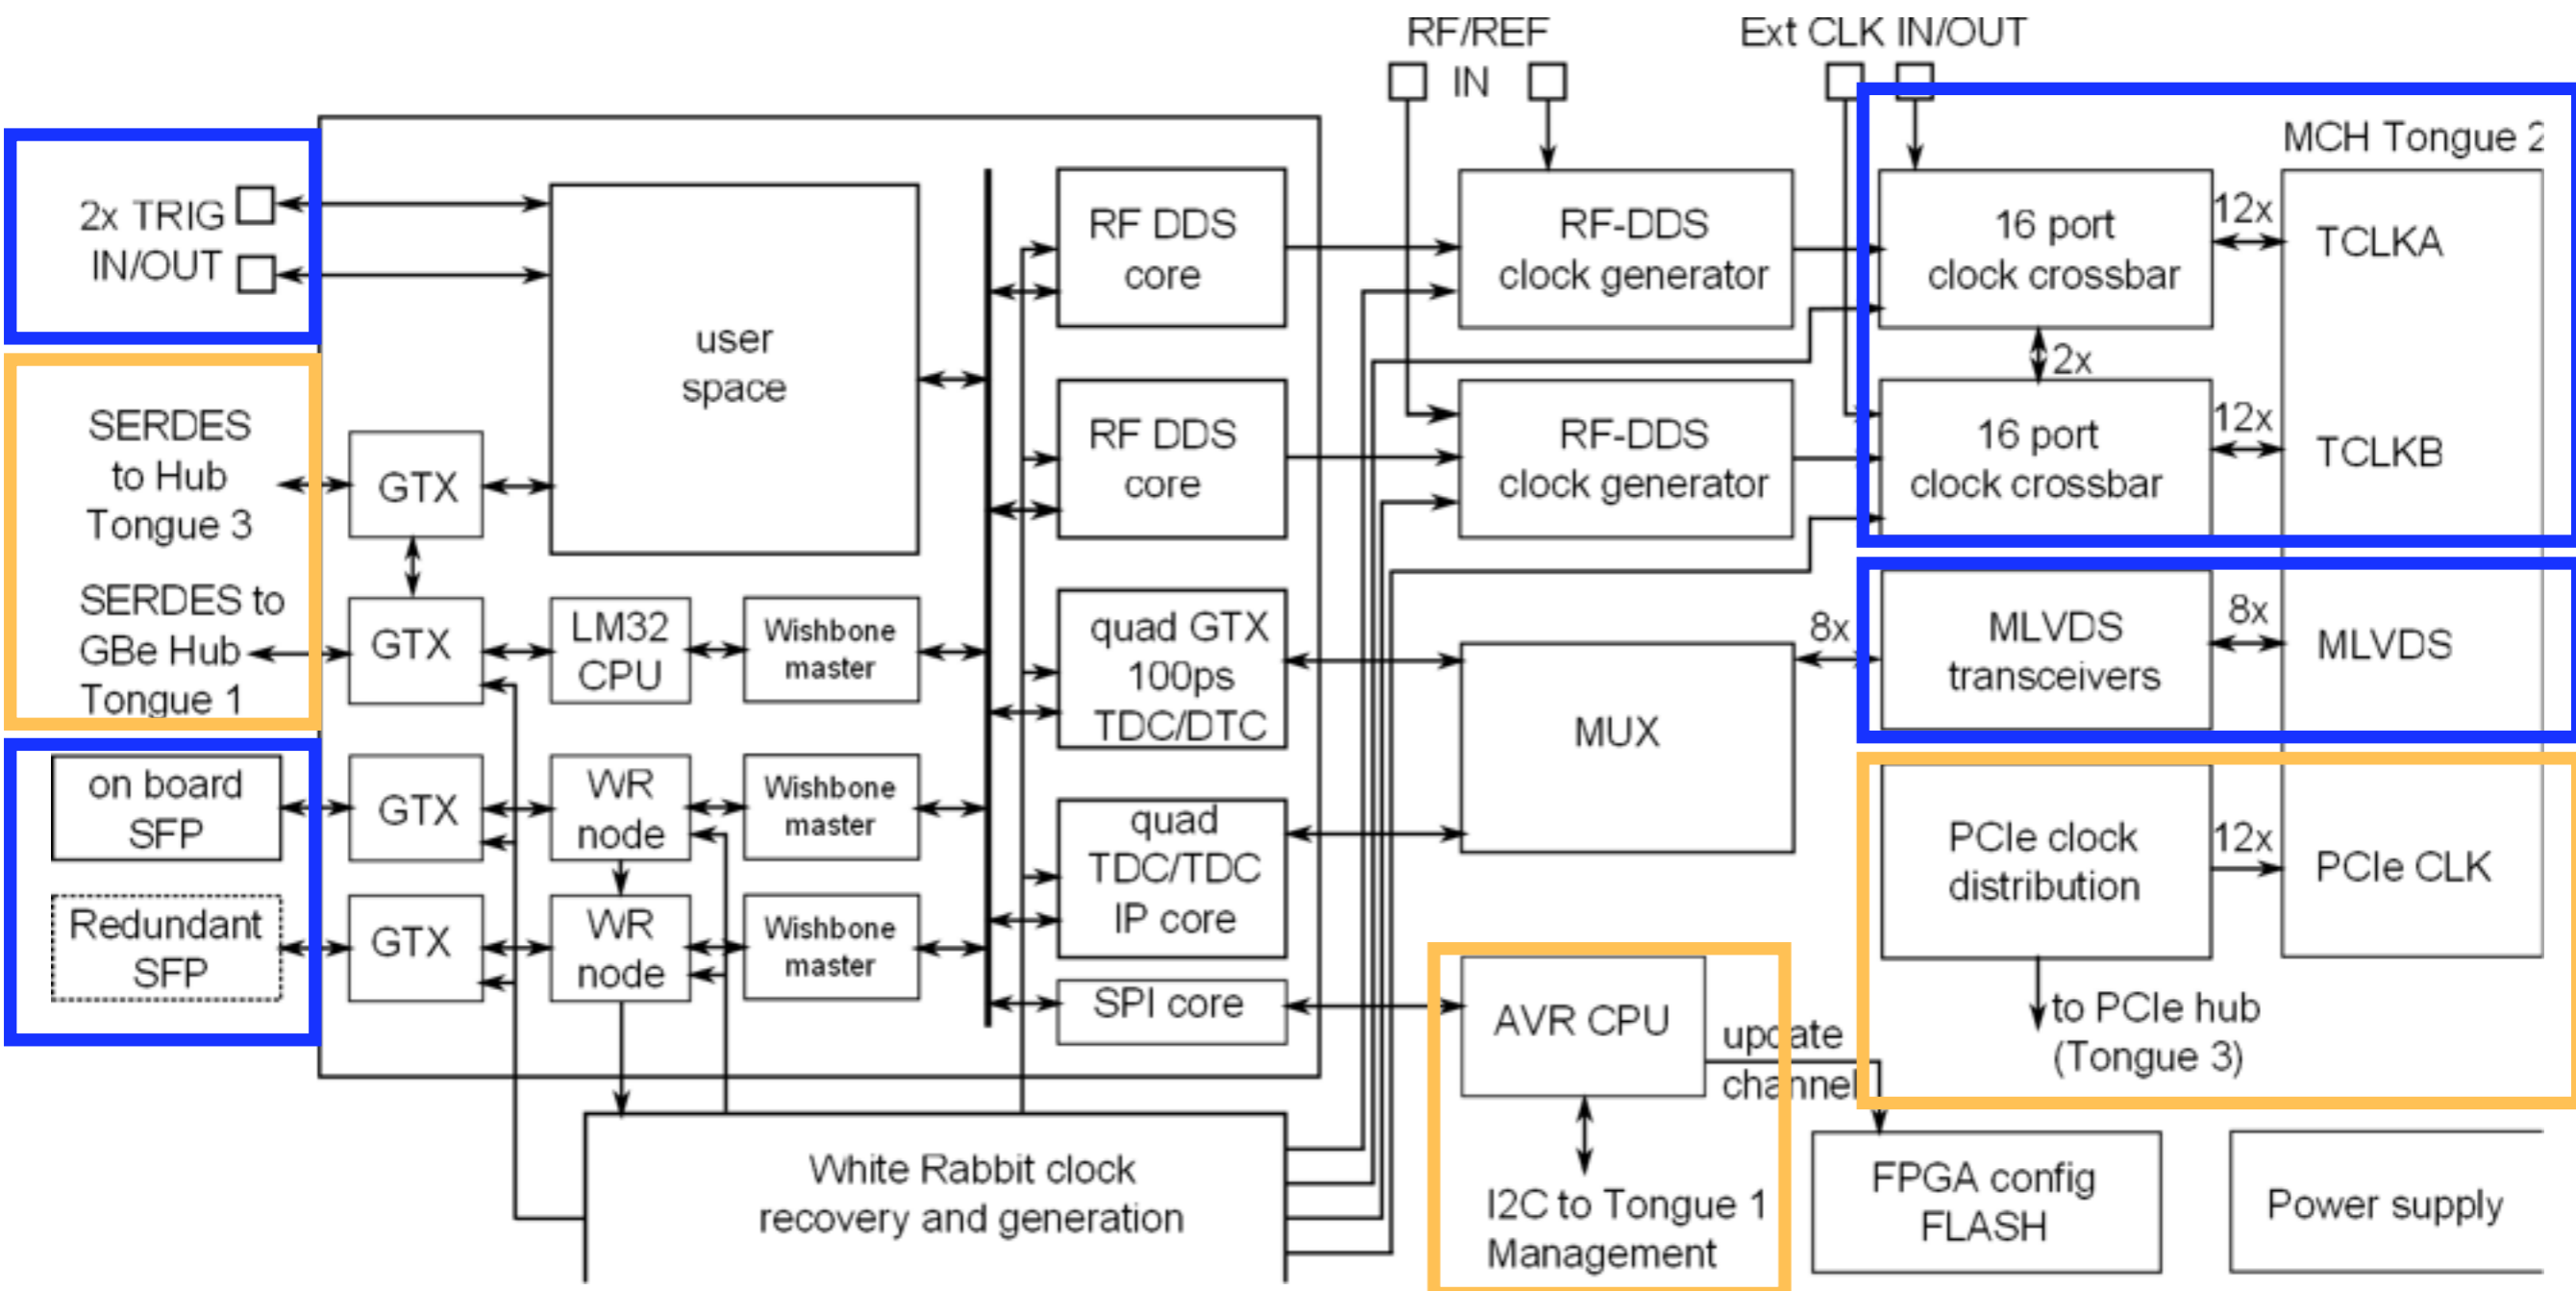 RF/REF
IN
Ext CLK IN/OUT
MCH Tongue 2
2x TRIG
IN/OUT
user
space
RF DDS
core
RF-DDS
clock generator
16 port
clock crossbar
12x
TCLKA
2x
SERDES
to Hub
Tongue 3
GTX
RF DDS
core
RF-DDS
clock generator
16 port
clock crossbar
12x
TCLKB
SERDES to
GBe Hub
Tongue 1
GTX
LM32
CPU
Wishbone
master
quad GTX
100ps
TDC/DTC
MUX
8x
MLVDS
transceivers
8x
MLVDS
on board
SFP
GTX
WR
node
Wishbone
master
quad
TDC/TDC
IP core
PCIe clock
distribution
12x
PCIe CLK
Redundant
SFP
GTX
WR
node
Wishbone
master
SPI core
AVR CPU
update
channel
to PCIe hub
(Tongue 3)
White Rabbit clock
recovery and generation
I2C to Tongue 1
Management
FPGA config
FLASH
Power supply